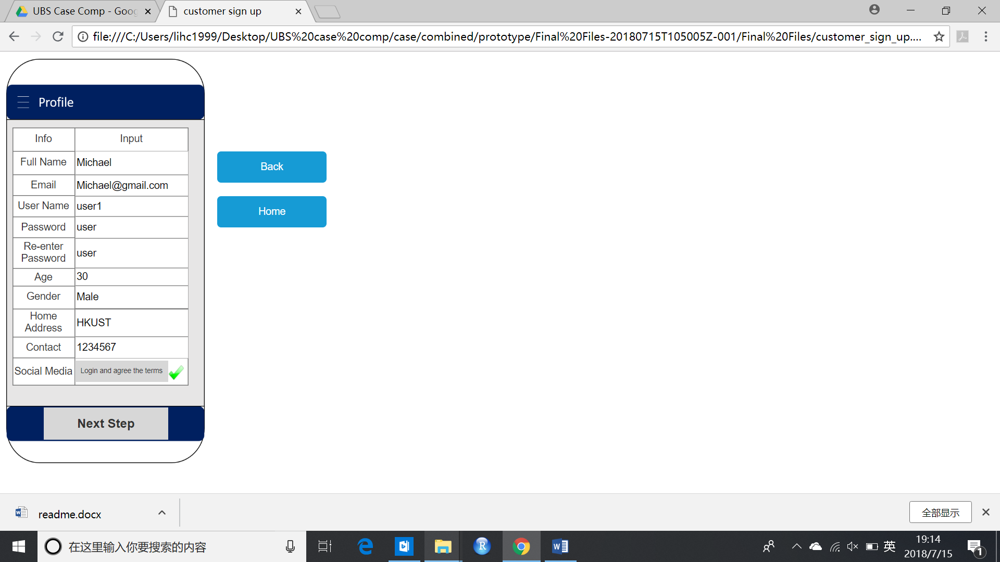 UBS Case Comp - Goog
customer sign up
file:///C:/Users/lihc1999/Desktop/UBS%20case%20comp/case/combined/prototype/Final%20Files-20180715T105005Z-001/Final%20Files/customer_sign_up....
Profile
Info Input
Full Name Michael
Email Michael@gmail.com
User Name user1
Password user
Re-enter
Password user
Age 30
Gender Male
Home
Address HKUST
Contact 1234567
Social Media Login and agree the terms
Next Step
Back
Home
readme.docx
全部显示
在这里输入你要搜索的内容
R
W
英
19:14
2018/7/15
1